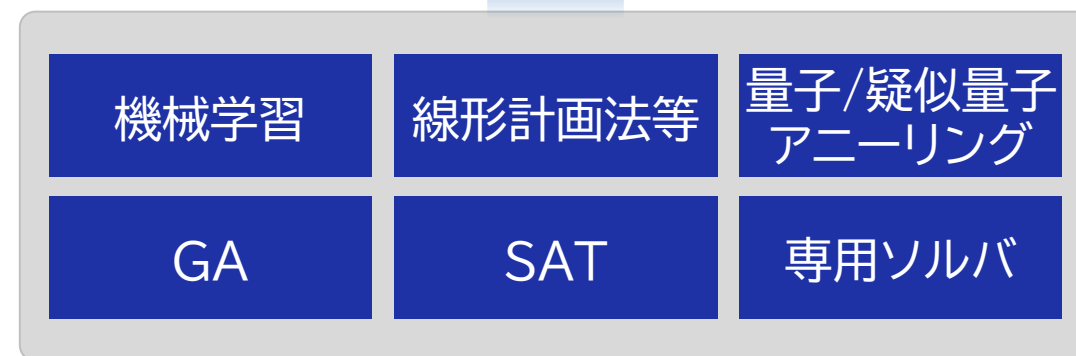 機械学習
線形計画法等
量子/疑似量子
アニーリング
GA
SAT
専用ソルバ